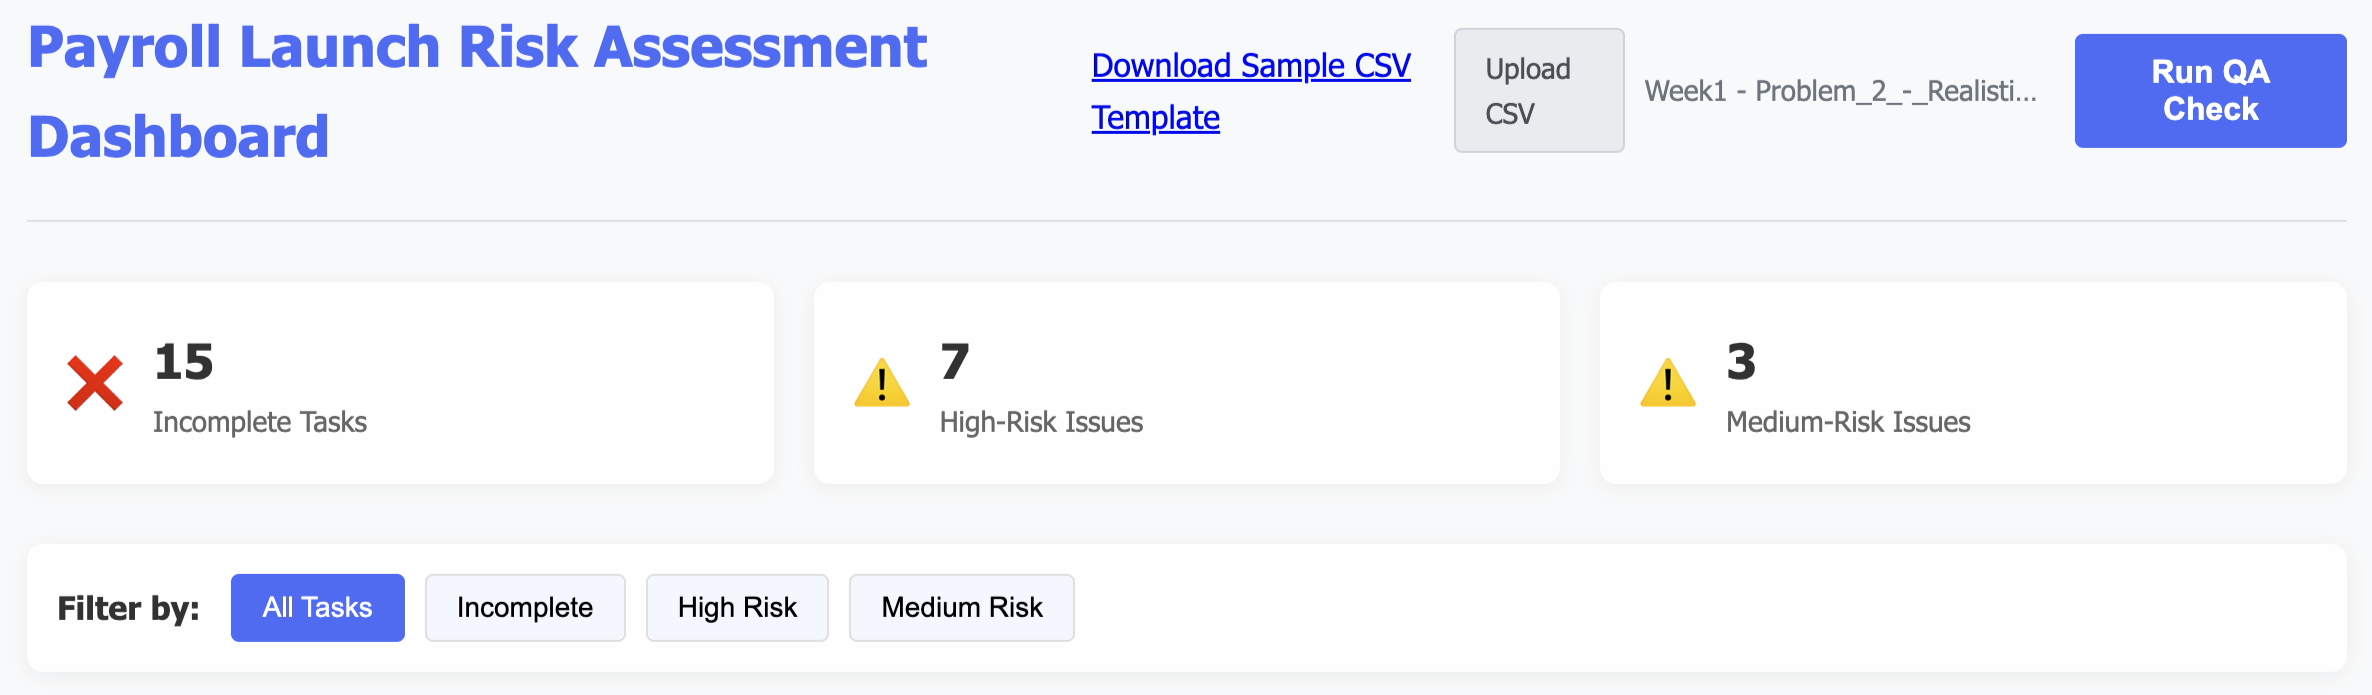 Payroll Launch Risk Assessment
Dashboard
Download Sample CSV
Template
Upload
CSV
Week1 - Problem_2_-_Realisti...
Run QA
Check
15
Incomplete Tasks
7
High-Risk Issues
3
Medium-Risk Issues
Filter by: All Tasks Incomplete High Risk Medium Risk